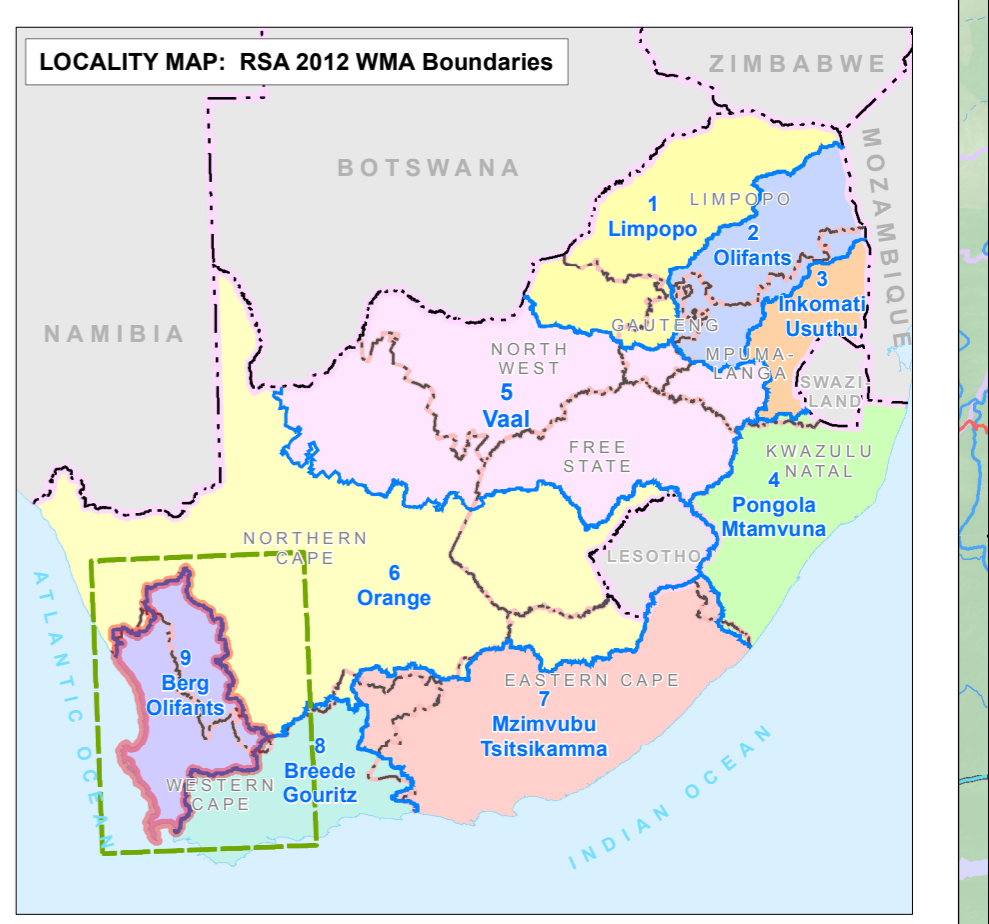 LOCALITY MAP: RSA 2012 WMA Boundaries
ZIMBABWE
BOTSWANA
MOZAMBIQUE
1
Limpopo
LIMPOPO
2
Olifants
3
Inkomati
Usuthu
NAMIBIA
GAUTENG
NORTH
WEST
MPUMA-
LANGA
SWAZI-
LAND
5
Vaal
FREE
STATE
KWAZULU
NATAL
4
Pongola
Mtamvuna
NORTHERN
CAPE
LESOTHO
6
Orange
ATLANTIC OCEAN
9
Berg
Olifants
EASTERN CAPE
7
Mzimvubu
Tsitsikamma
8
Breede
Gouritz
WESTERN
CAPE
INDIAN OCEAN